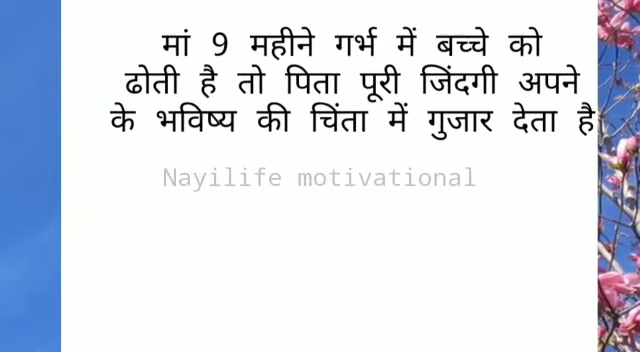 मां 9 महीने गर्भ में बच्चे को
ढोती है तो पिता पूरी जिंदगी अपने
के भविष्य की चिंता में गुजार देता है
Nayilife motivational